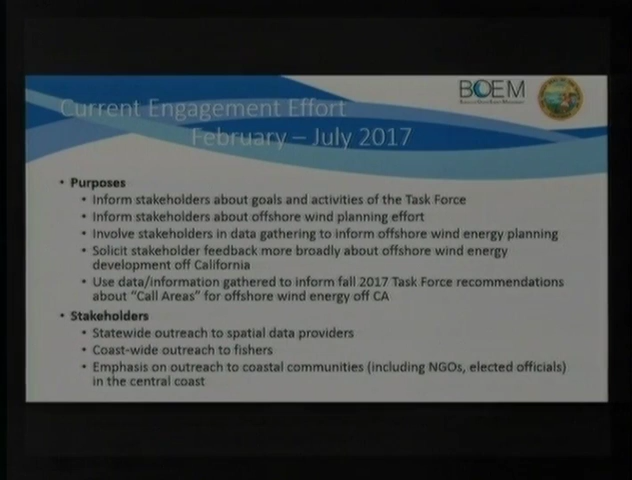 Current Engagement Effort
February – July 2017
BOEM
• Purposes
• Inform stakeholders about goals and activities of the Task Force
• Inform stakeholders about offshore wind planning effort
• Involve stakeholders in data gathering to inform offshore wind energy planning
• Solicit stakeholder feedback more broadly about offshore wind energy
development off California
• Use data/information gathered to inform fall 2017 Task Force recommendations
about “Call Areas” for offshore wind energy off CA
• Stakeholders
• Statewide outreach to spatial data providers
• Coast-wide outreach to fishers
• Emphasis on outreach to coastal communities (including NGOs, elected officials)
in the central coast